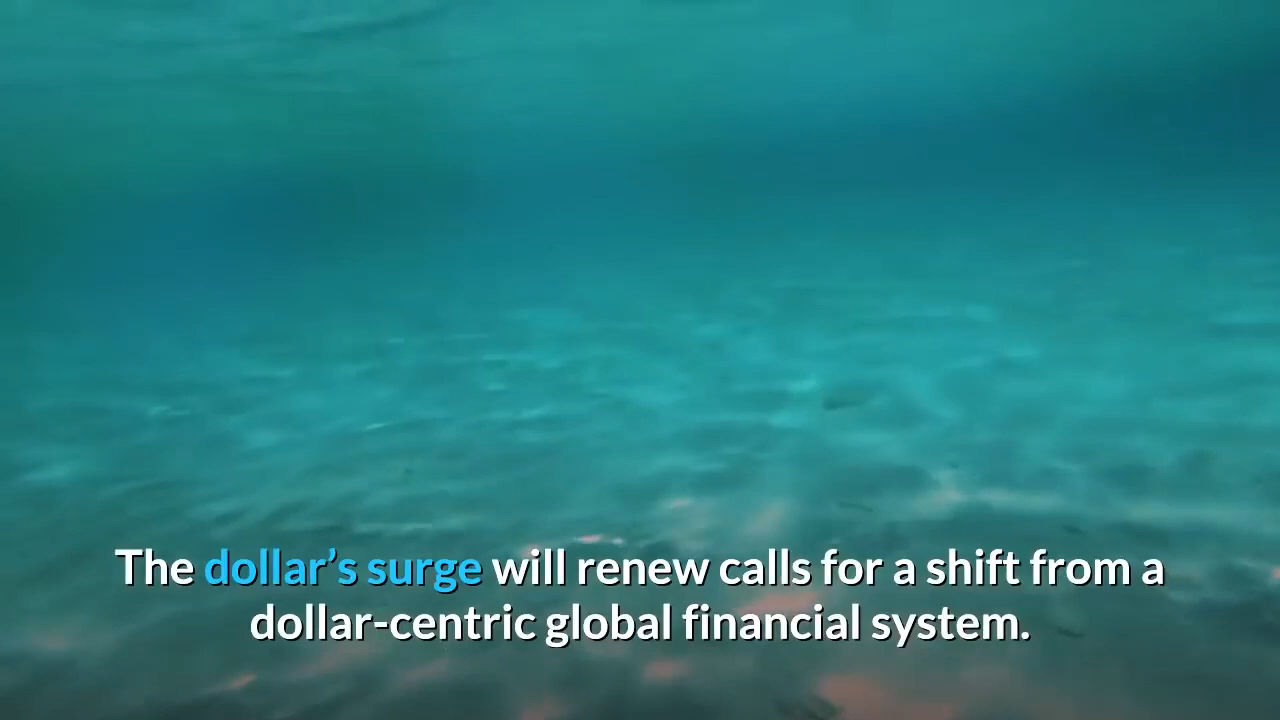 The dollar’s surge will renew calls for a shift from a
dollar-centric global financial system.